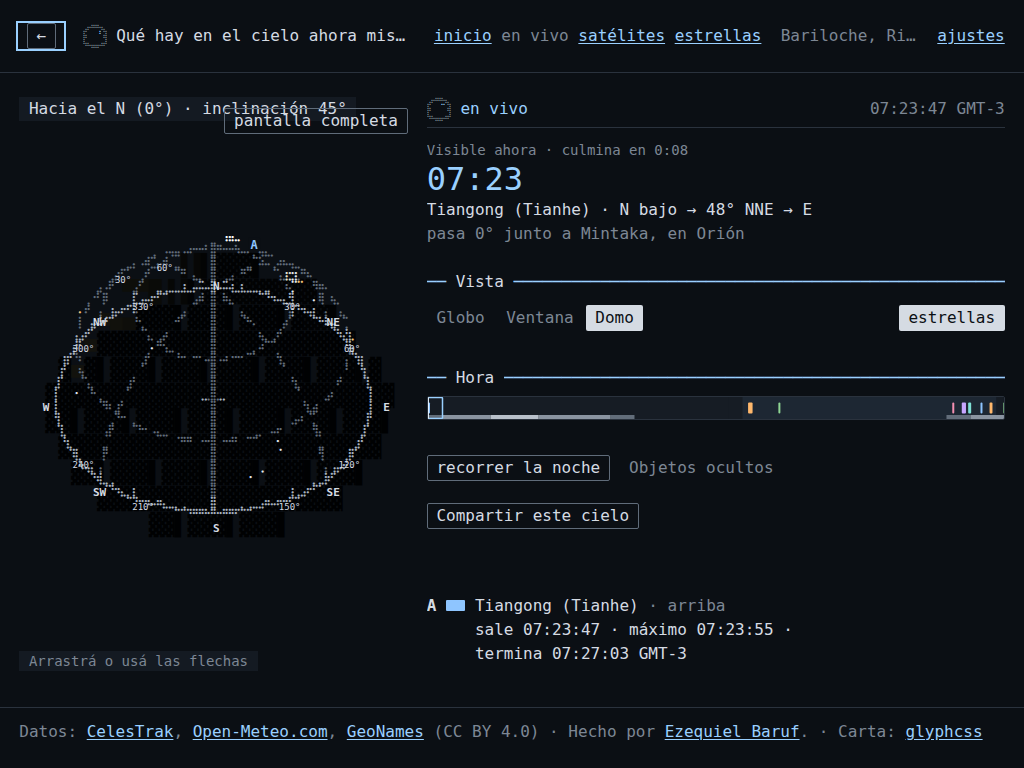 ←
Qué hay en el cielo ahora mis…
inicio en vivo satélites estrellas
Bariloche, Ri…
ajustes
Hacia el N (0°) · inclinación 45°
pantalla completa
en vivo
07:23:47 GMT-3
Visible ahora · culmina en 0:08
07:23
Tiangong (Tianhe) · N bajo → 48° NNE → E
pasa 0° junto a Mintaka, en Orión
Vista
Globo Ventana Domo
estrellas
Hora
recorrer la noche
Objetos ocultos
Compartir este cielo
A
60°
30°
N
330°
30°
NW
NE
300°
60°
W
E
240°
120°
SW
SE
210°
150°
S
Arrastrá o usá las flechas
A Tiangong (Tianhe) · arriba
sale 07:23:47 · máximo 07:23:55 ·
termina 07:27:03 GMT-3
Datos: CelesTrak, Open-Meteo.com, GeoNames (CC BY 4.0) · Hecho por Ezequiel Baruf. · Carta: glyphcss